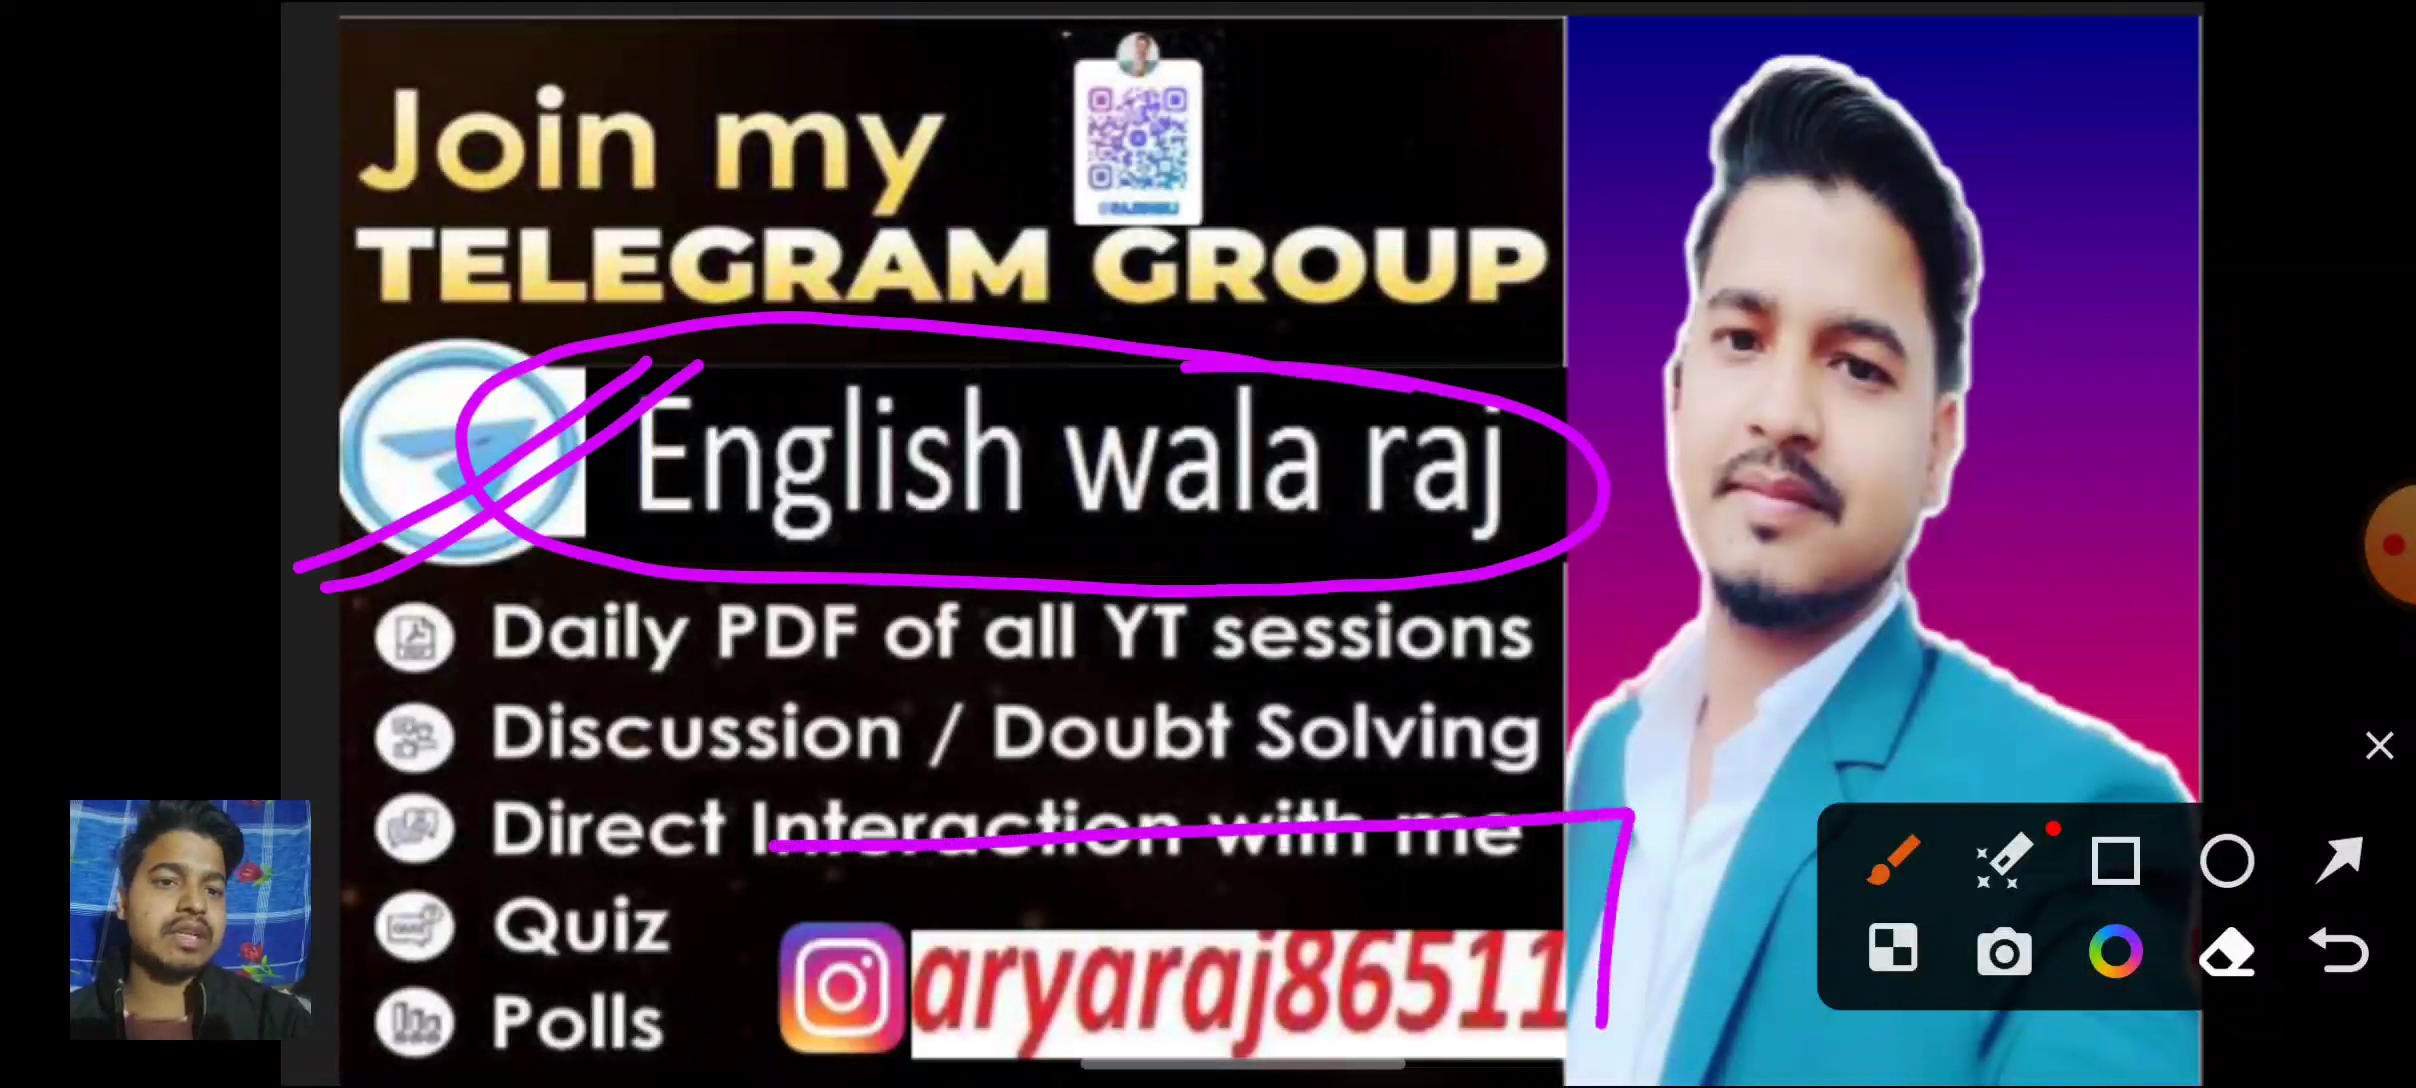 Join my
TELEGRAM GROUP
English wala raj
Daily PDF of all YT sessions
Discussion / Doubt Solving
Direct Interaction with me
Quiz
aryaraj86511
Polls